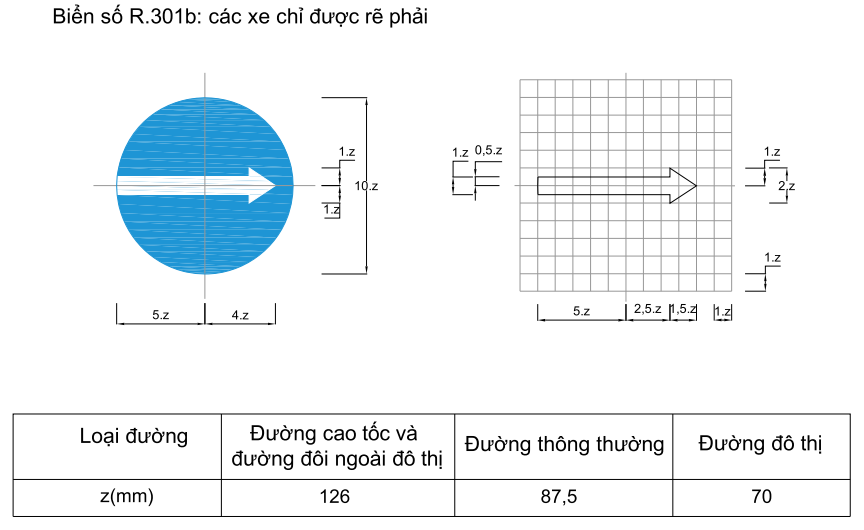 Biển số R.301b: các xe chỉ được rẽ phải
1.z
10.z
1.z
5.z
4.z
1.z
0,5.z
1.z
2.z
1.z
5.z
2,5.z
1,5.z
1.z
Loại đường
Đường cao tốc và
đường đôi ngoài đô thị
Đường thông thường
Đường đô thị
z(mm)
126
87,5
70